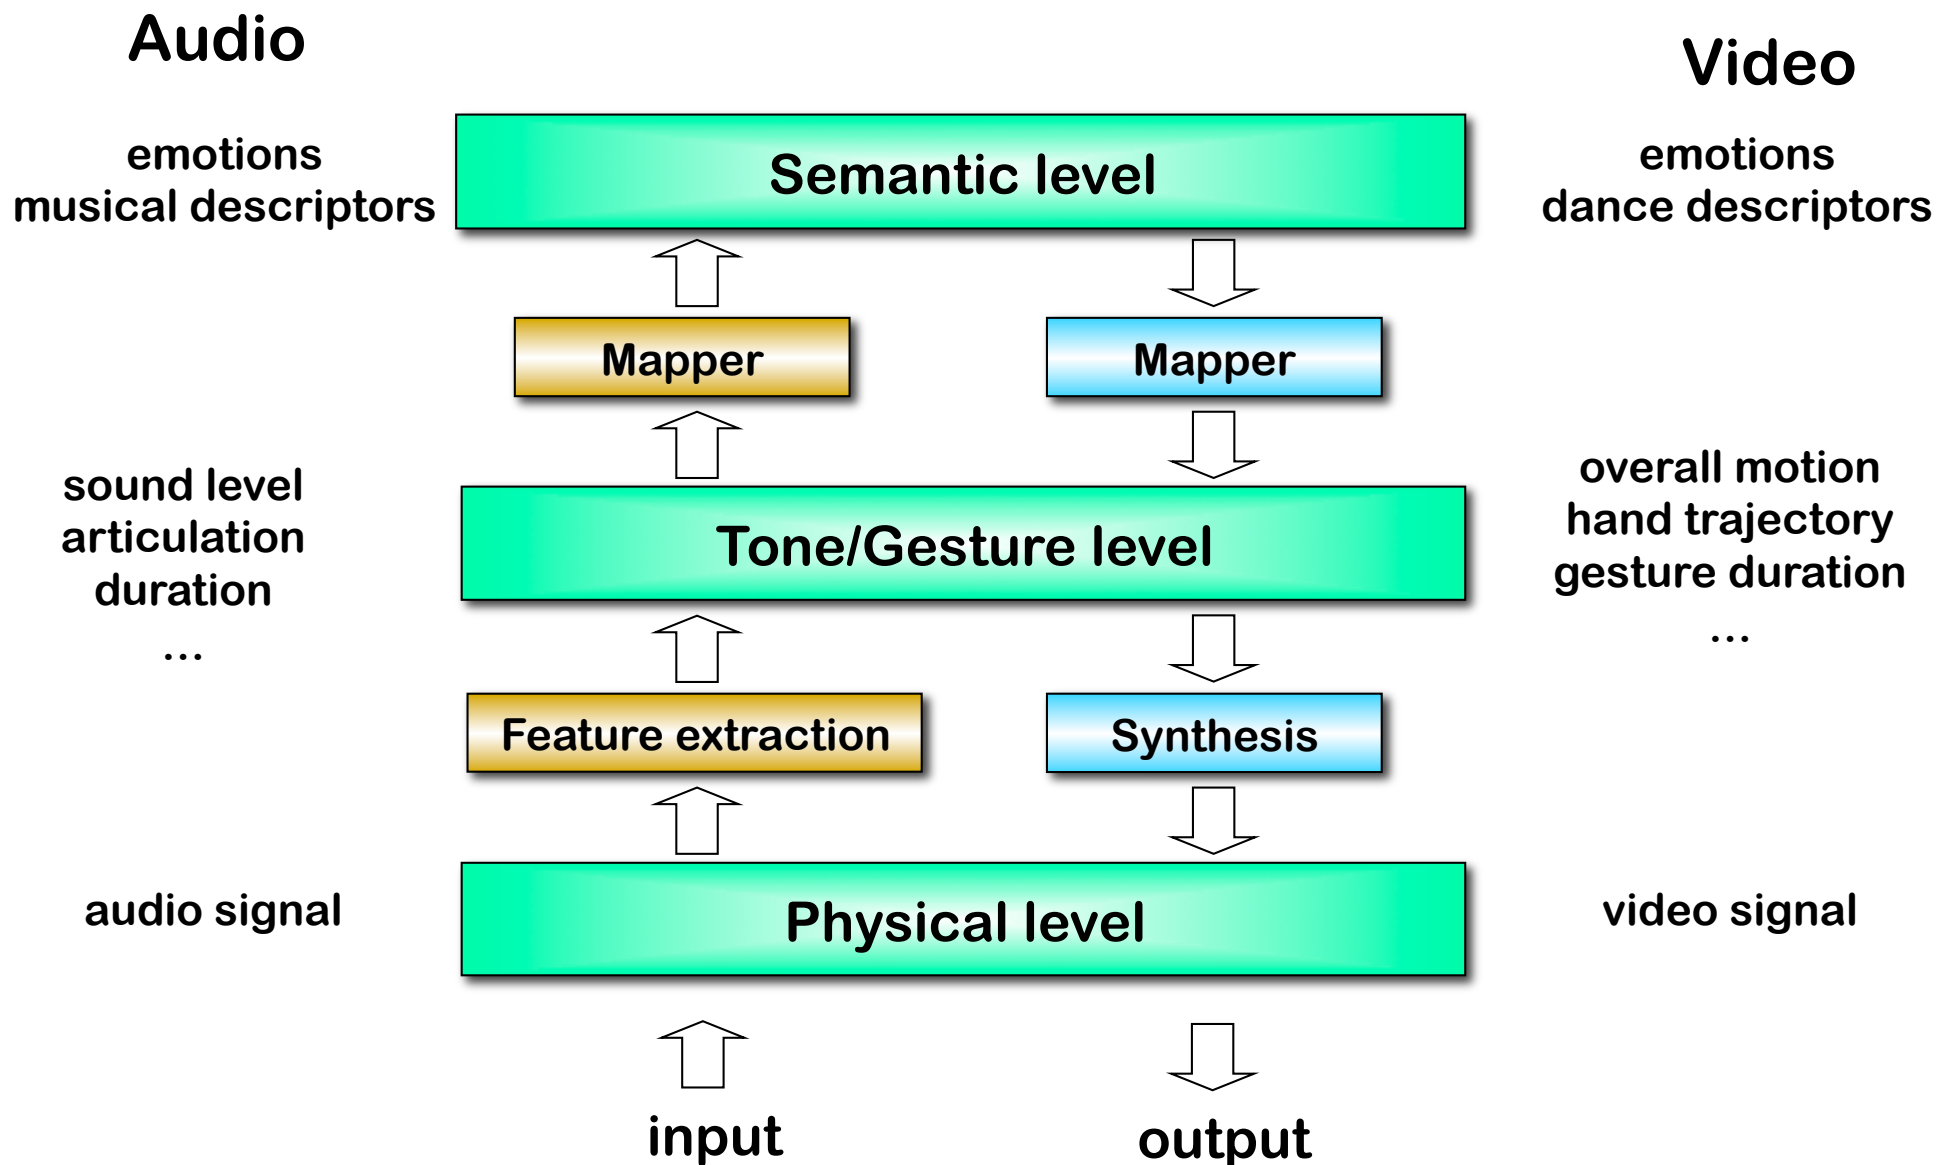 Audio
Video
emotions
musical descriptors
Semantic level
emotions
dance descriptors
Mapper
Mapper
sound level
articulation
duration
...
Tone/Gesture level
overall motion
hand trajectory
gesture duration
...
Feature extraction
Synthesis
audio signal
Physical level
video signal
input
output